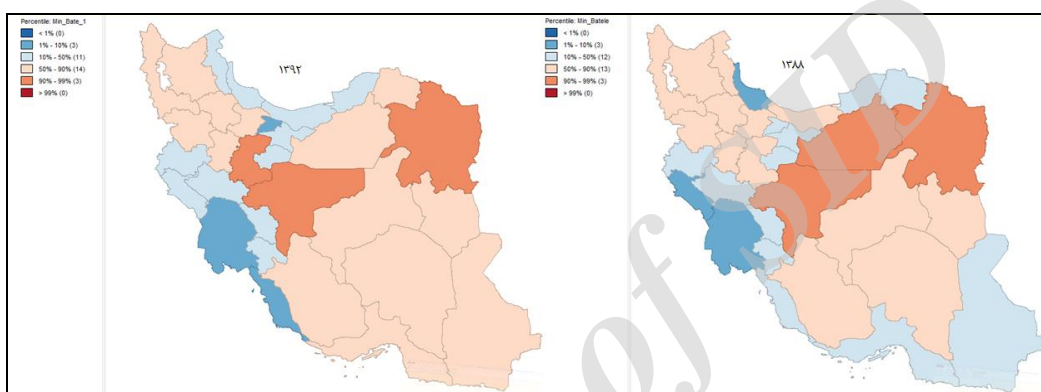 Percentile: Min_Bate_1
< 1% (0)
1% - 10% (3)
10% - 50% (11)
50% - 90% (14)
90% - 99% (3)
> 99% (0)
۱۳۹۲
Percentile: Min_Batele
< 1% (0)
1% - 10% (3)
10% - 50% (12)
50% - 90% (13)
90% - 99% (3)
> 99% (0)
۱۳۸۸
of SID